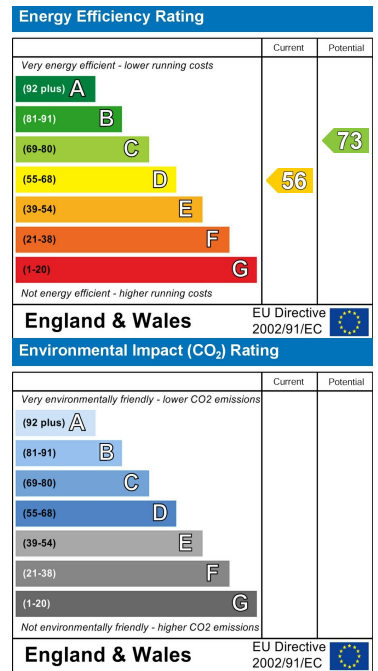 Energy Efficiency Rating
Current Potential
Very energy efficient - lower running costs
(92 plus) A
(81-91) B
(69-80) C
73
(55-68) D
56
(39-54) E
(21-38) F
(1-20) G
Not energy efficient - higher running costs
England & Wales
EU Directive
2002/91/EC
Environmental Impact (CO₂) Rating
Current Potential
Very environmentally friendly - lower CO2 emissions
(92 plus) A
(81-91) B
(69-80) C
(55-68) D
(39-54) E
(21-38) F
(1-20) G
Not environmentally friendly - higher CO2 emissions
England & Wales
EU Directive
2002/91/EC